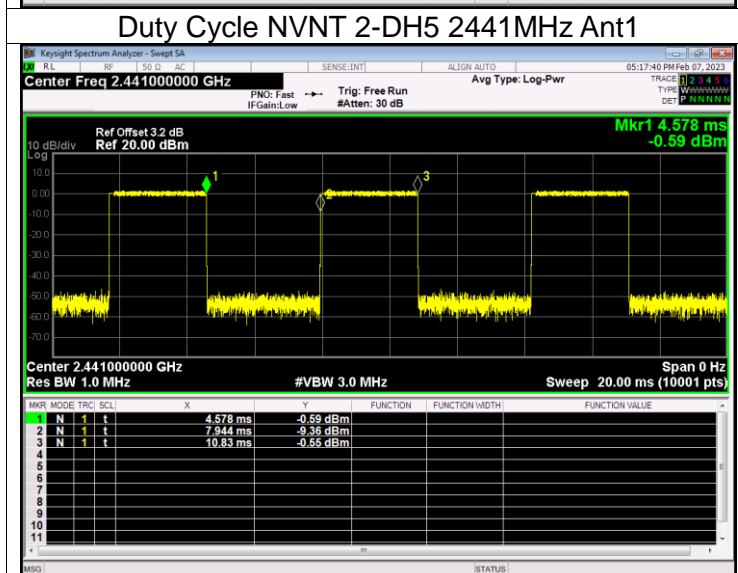 Duty Cycle NVNT 2-DH5 2441MHz Ant1
Keysight Spectrum Analyzer - Swept SA
LXI RL RF 50 Ω AC SENSE:INT ALIGN AUTO 05:17:40 PM Feb 07, 2023
Center Freq 2.441000000 GHz Avg Type: Log-Pwr TRACE 1 2 3 4 5 6
PNO: Fast Trig: Free Run TYPE WWWWWW
IFGain:Low #Atten: 30 dB DET P N N N N N
Mkr1 4.578 ms
Ref Offset 3.2 dB
10 dB/div Ref 20.00 dBm -0.59 dBm
Log
10.0
0.00
-10.0
-20.0
-30.0
-40.0
-50.0
-60.0
-70.0
1
2
3
Center 2.441000000 GHz Span 0 Hz
Res BW 1.0 MHz #VBW 3.0 MHz Sweep 20.00 ms (10001 pts)
MKR MODE TRC SCL X Y FUNCTION FUNCTION WIDTH FUNCTION VALUE
1 N 1 t 4.578 ms -0.59 dBm
2 N 1 t 7.944 ms -9.36 dBm
3 N 1 t 10.83 ms -0.55 dBm
4
5
6
7
8
9
10
11
MSG STATUS